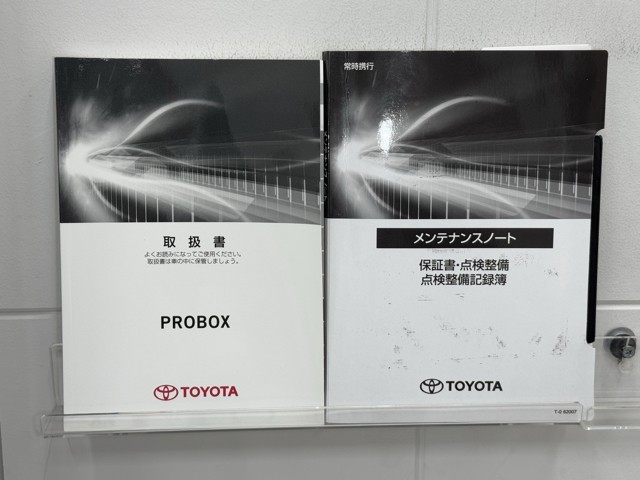 取扱書
よくお読みになってご使用ください。
取扱書は車の中に保管しましょう。
PROBOX
TOYOTA
常時携行
メンテナンスノート
保証書・点検整備
点検整備記録簿
TOYOTA